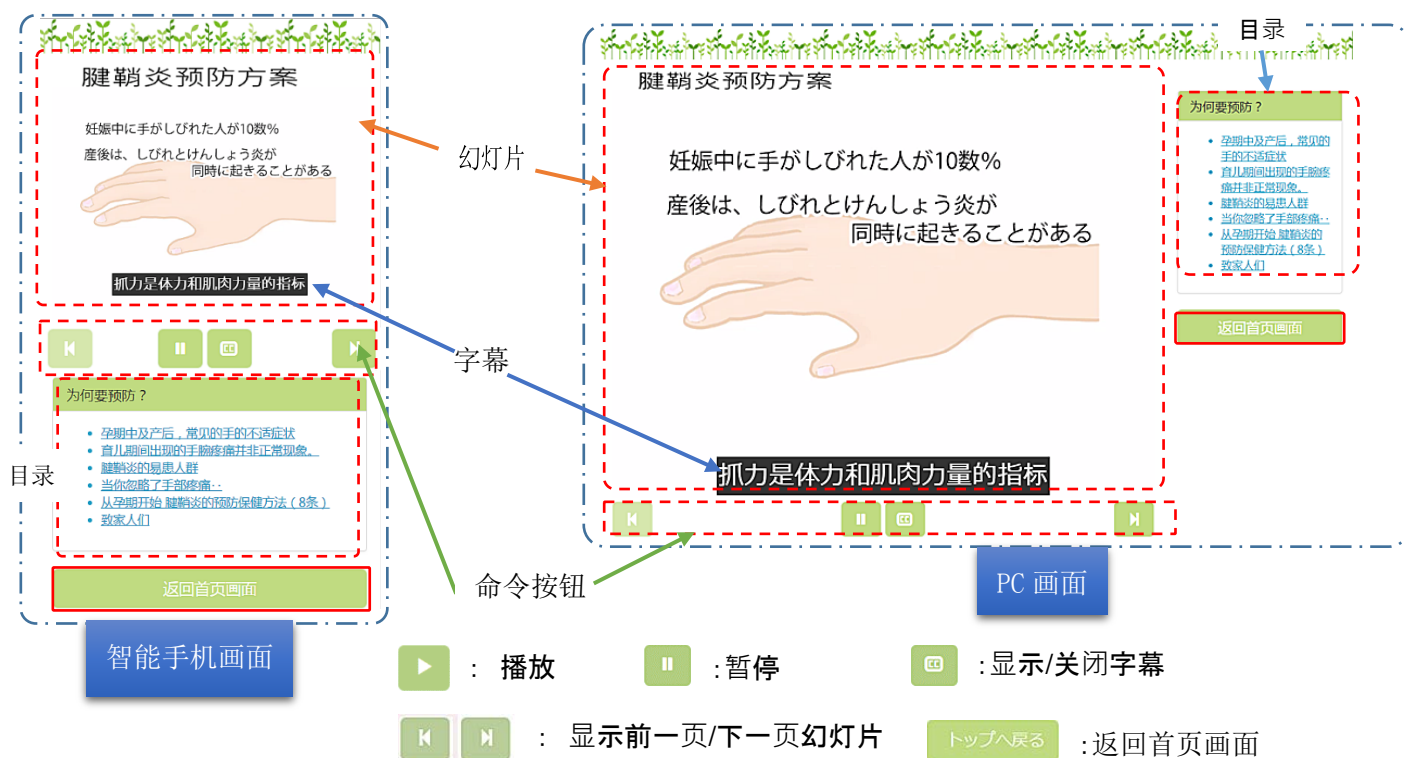 目录
腱鞘炎预防方案
妊娠中に手がしびれた人が10数%
産後は、しびれとけんしょう炎が
同時に起きることがある
抓力是体力和肌肉力量的指标
为何要预防？
孕期中及产后，常见的手的不适症状
育儿期间出现的手腕疼痛并非正常现象。
腱鞘炎的易患人群
当你忽略了手部疼痛··
从孕期开始 腱鞘炎的预防保健方法（8条）
致家人们
返回首页画面
目录
智能手机画面
幻灯片
字幕
命令按钮
腱鞘炎预防方案
妊娠中に手がしびれた人が10数%
産後は、しびれとけんしょう炎が
同時に起きることがある
抓力是体力和肌肉力量的指标
为何要预防？
孕期中及产后，常见的
手的不适症状
育儿期间出现的手腕疼
痛并非正常现象。
腱鞘炎的易患人群
当你忽略了手部疼痛··
从孕期开始 腱鞘炎的
预防保健方法（8条）
致家人们
返回首页画面
PC 画面
： 播放
:暂停
:显示/关闭字幕
： 显示前一页/下一页幻灯片
トップへ戻る :返回首页画面